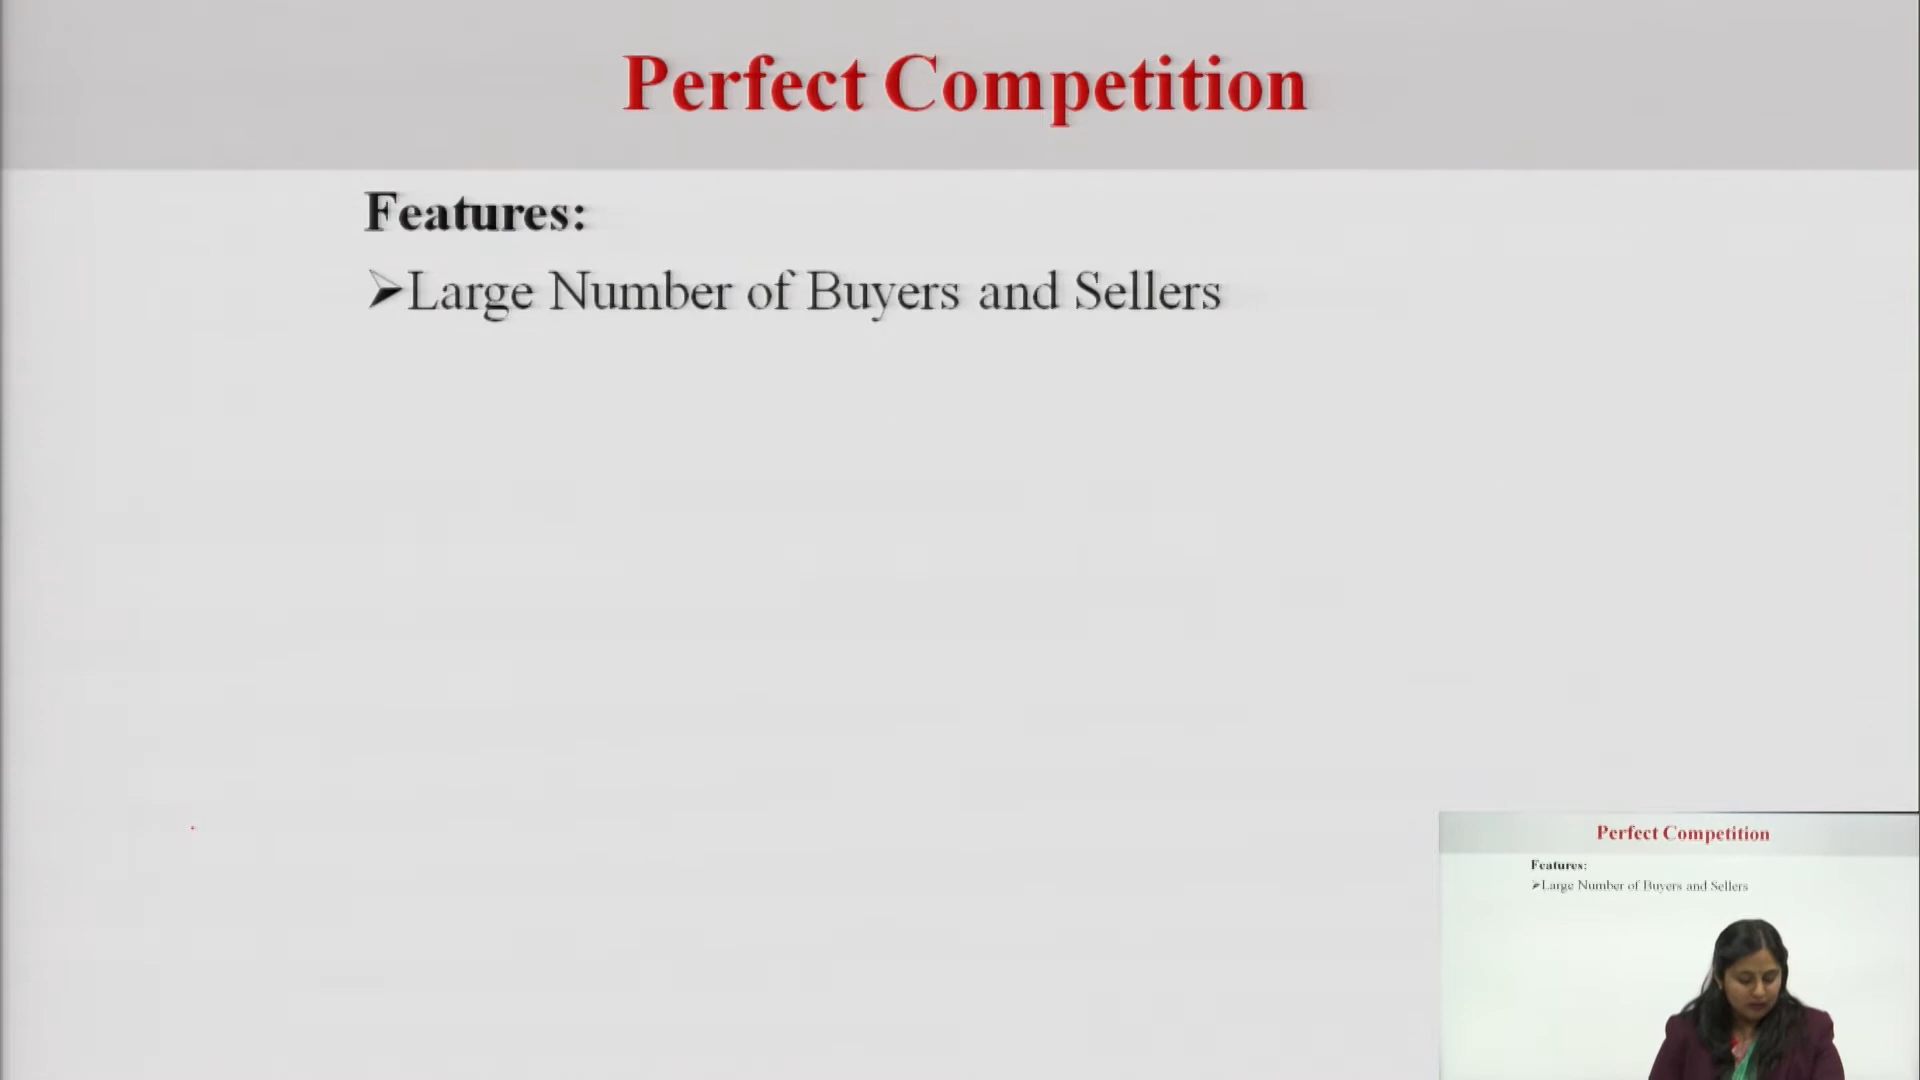 Perfect Competition
Features:
➢Large Number of Buyers and Sellers
Perfect Competition
Features:
➢Large Number of Buyers and Sellers